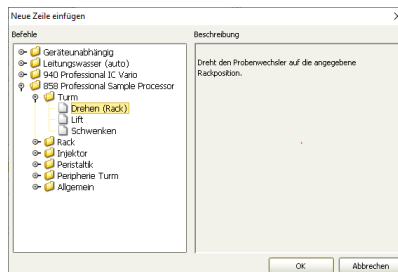 Neue Zeile einfügen
Befehle
Geräteunabhängig
Leitungswasser (auto)
940 Professional IC Vario
858 Professional Sample Processor
Turm
Drehen (Rack)
Lift
Schwenken
Rack
Injektor
Peristaltik
Peripherie Turm
Allgemein
Beschreibung
Dreht den Probenwechsler auf die angegebene
Rackposition.
OK
Abbrechen